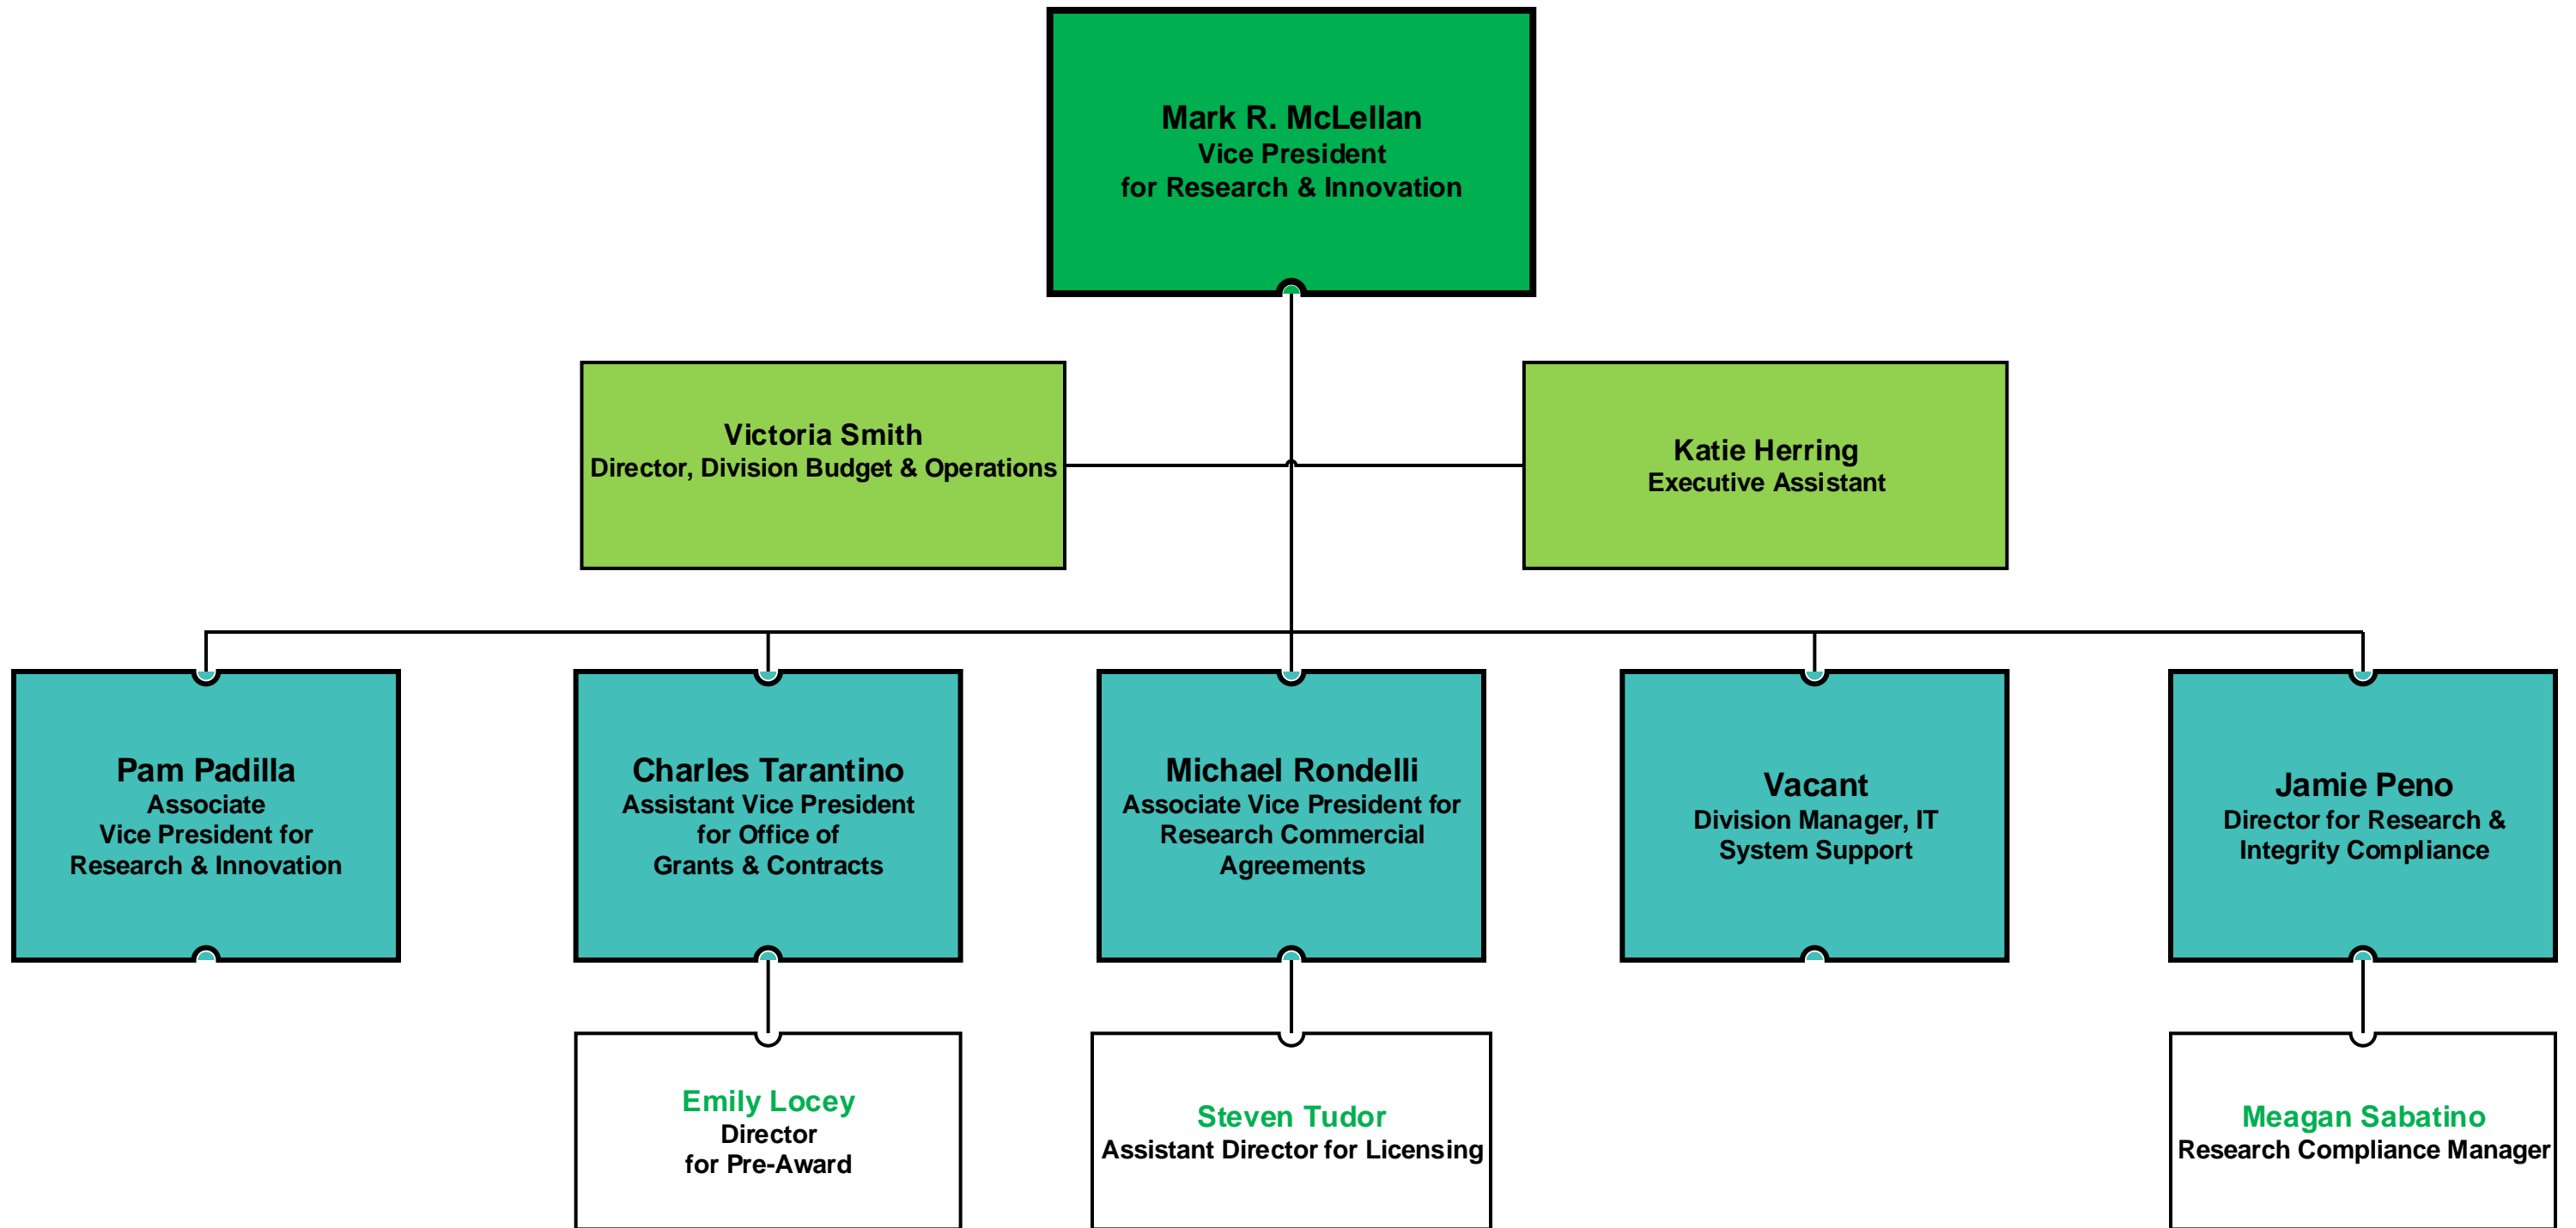 Mark R. McLellan
Vice President
for Research & Innovation
Victoria Smith
Director, Division Budget & Operations
Katie Herring
Executive Assistant
Pam Padilla
Associate
Vice President for
Research & Innovation
Charles Tarantino
Assistant Vice President
for Office of
Grants & Contracts
Michael Rondelli
Associate Vice President for
Research Commercial
Agreements
Vacant
Division Manager, IT
System Support
Jamie Peno
Director for Research &
Integrity Compliance
Emily Locey
Director
for Pre-Award
Steven Tudor
Assistant Director for Licensing
Meagan Sabatino
Research Compliance Manager